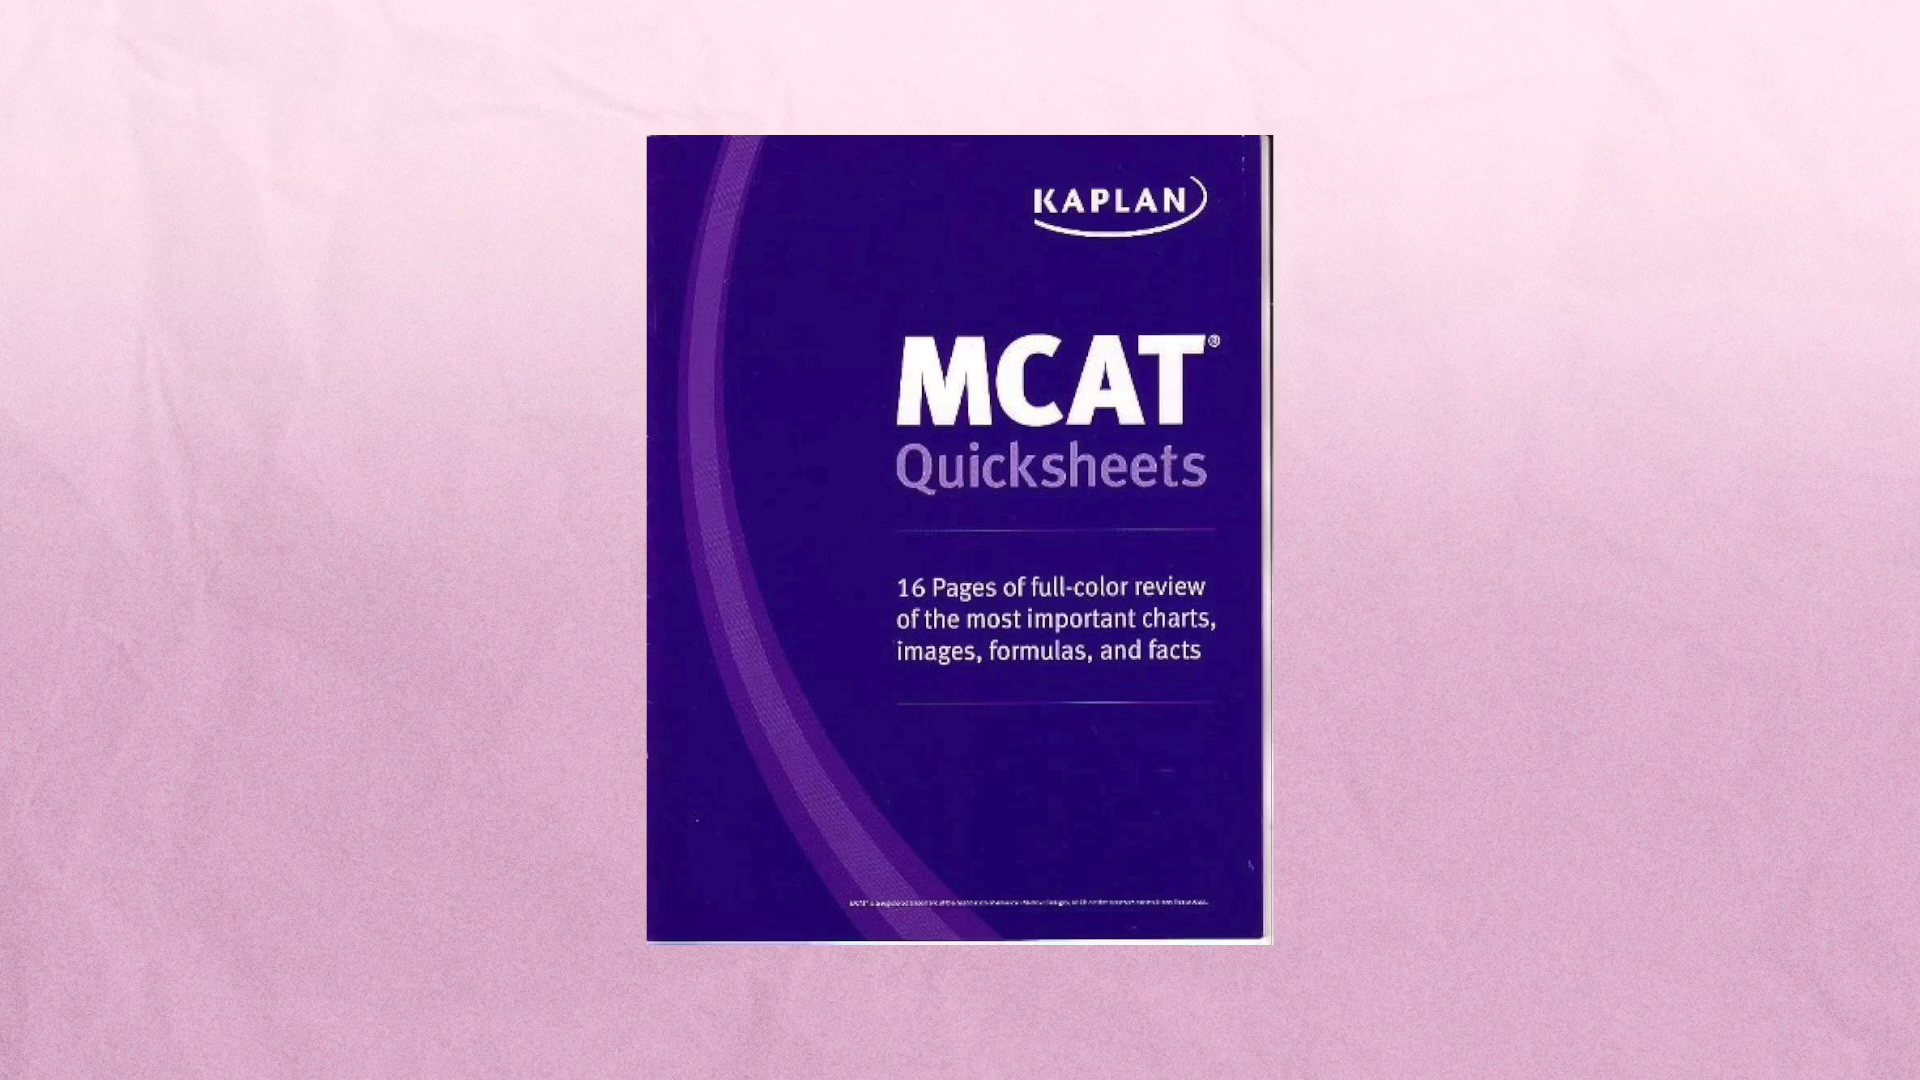 KAPLAN
MCAT®
Quicksheets
16 Pages of full-color review
of the most important charts,
images, formulas, and facts